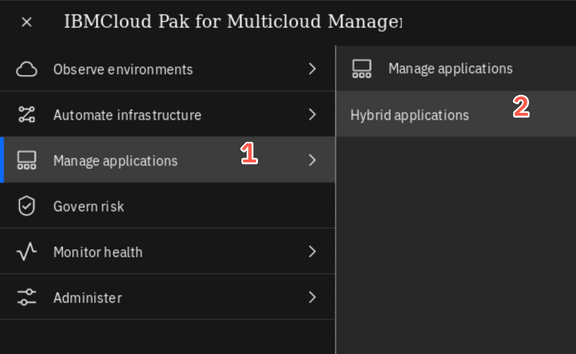 IBMCloud Pak for Multicloud Manager
Observe environments
Automate infrastructure
Manage applications 1
Govern risk
Monitor health
Administer
Manage applications
Hybrid applications 2